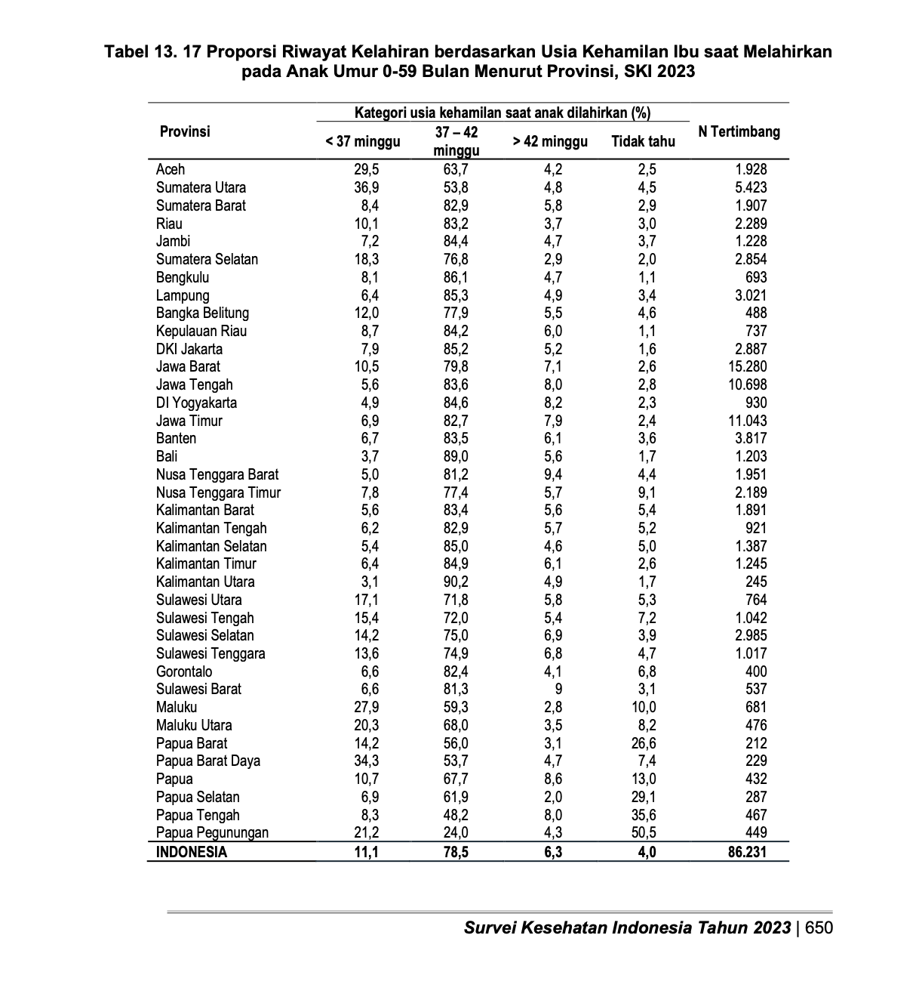 Tabel 13. 17 Proporsi Riwayat Kelahiran berdasarkan Usia Kehamilan Ibu saat Melahirkan
pada Anak Umur 0-59 Bulan Menurut Provinsi, SKI 2023
Provinsi
Kategori usia kehamilan saat anak dilahirkan (%)
N Tertimbang
< 37 minggu
37 – 42
minggu
> 42 minggu
Tidak tahu
Aceh 29,5 63,7 4,2 2,5 1.928
Sumatera Utara 36,9 53,8 4,8 4,5 5.423
Sumatera Barat 8,4 82,9 5,8 2,9 1.907
Riau 10,1 83,2 3,7 3,0 2.289
Jambi 7,2 84,4 4,7 3,7 1.228
Sumatera Selatan 18,3 76,8 2,9 2,0 2.854
Bengkulu 8,1 86,1 4,7 1,1 693
Lampung 6,4 85,3 4,9 3,4 3.021
Bangka Belitung 12,0 77,9 5,5 4,6 488
Kepulauan Riau 8,7 84,2 6,0 1,1 737
DKI Jakarta 7,9 85,2 5,2 1,6 2.887
Jawa Barat 10,5 79,8 7,1 2,6 15.280
Jawa Tengah 5,6 83,6 8,0 2,8 10.698
DI Yogyakarta 4,9 84,6 8,2 2,3 930
Jawa Timur 6,9 82,7 7,9 2,4 11.043
Banten 6,7 83,5 6,1 3,6 3.817
Bali 3,7 89,0 5,6 1,7 1.203
Nusa Tenggara Barat 5,0 81,2 9,4 4,4 1.951
Nusa Tenggara Timur 7,8 77,4 5,7 9,1 2.189
Kalimantan Barat 5,6 83,4 5,6 5,4 1.891
Kalimantan Tengah 6,2 82,9 5,7 5,2 921
Kalimantan Selatan 5,4 85,0 4,6 5,0 1.387
Kalimantan Timur 6,4 84,9 6,1 2,6 1.245
Kalimantan Utara 3,1 90,2 4,9 1,7 245
Sulawesi Utara 17,1 71,8 5,8 5,3 764
Sulawesi Tengah 15,4 72,0 5,4 7,2 1.042
Sulawesi Selatan 14,2 75,0 6,9 3,9 2.985
Sulawesi Tenggara 13,6 74,9 6,8 4,7 1.017
Gorontalo 6,6 82,4 4,1 6,8 400
Sulawesi Barat 6,6 81,3 9 3,1 537
Maluku 27,9 59,3 2,8 10,0 681
Maluku Utara 20,3 68,0 3,5 8,2 476
Papua Barat 14,2 56,0 3,1 26,6 212
Papua Barat Daya 34,3 53,7 4,7 7,4 229
Papua 10,7 67,7 8,6 13,0 432
Papua Selatan 6,9 61,9 2,0 29,1 287
Papua Tengah 8,3 48,2 8,0 35,6 467
Papua Pegunungan 21,2 24,0 4,3 50,5 449
INDONESIA 11,1 78,5 6,3 4,0 86.231
Survei Kesehatan Indonesia Tahun 2023 | 650